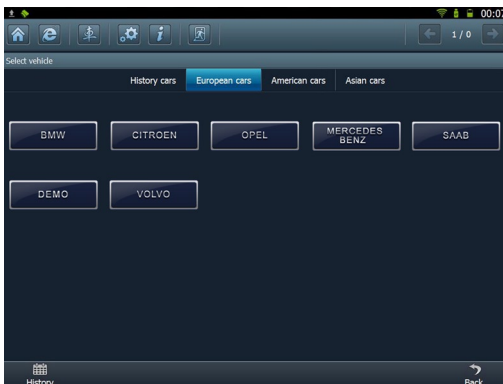 00:07
1 / 0
Select vehicle
History cars European cars American cars Asian cars
BMW CITROEN OPEL MERCEDES BENZ SAAB
DEMO VOLVO
History Back